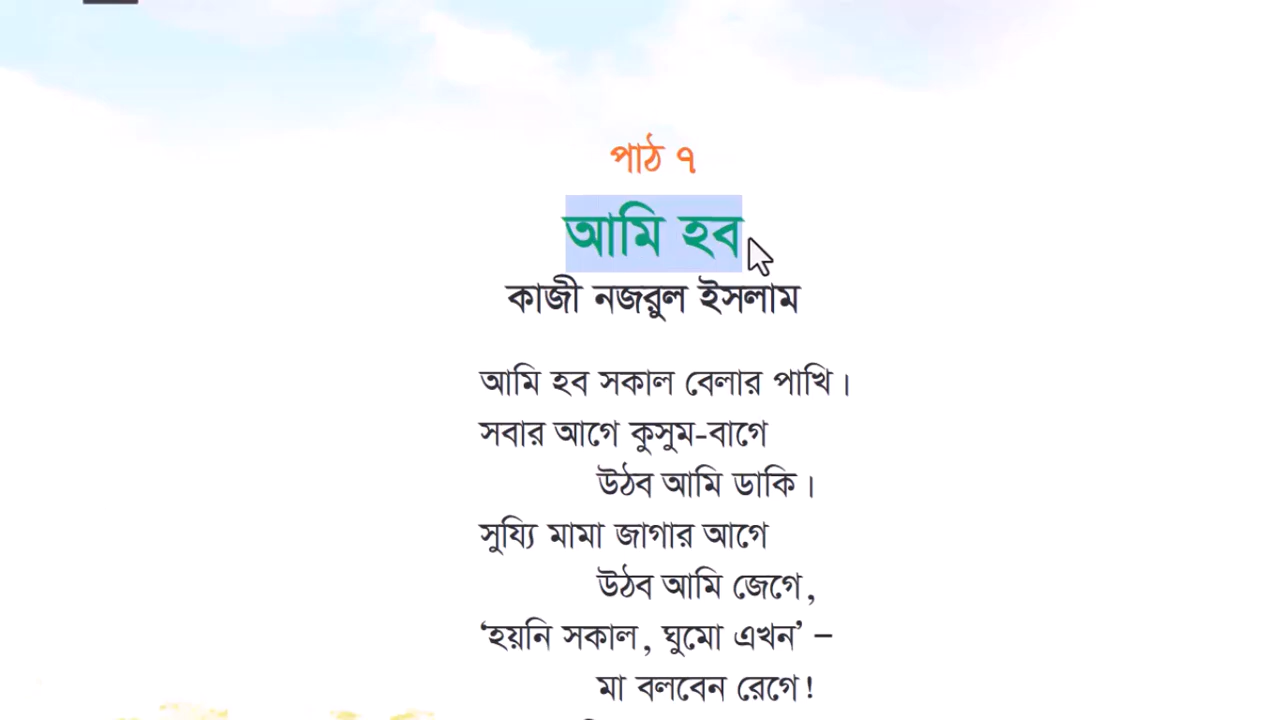 পাঠ ৭
আমি হব
কাজী নজরুল ইসলাম
আমি হব সকাল বেলার পাখি।
সবার আগে কুসুম-বাগে
উঠব আমি ডাকি।
সুয্যি মামা জাগার আগে
উঠব আমি জেগে,
‘হয়নি সকাল, ঘুমো এখন’ –
মা বলবেন রেগে!